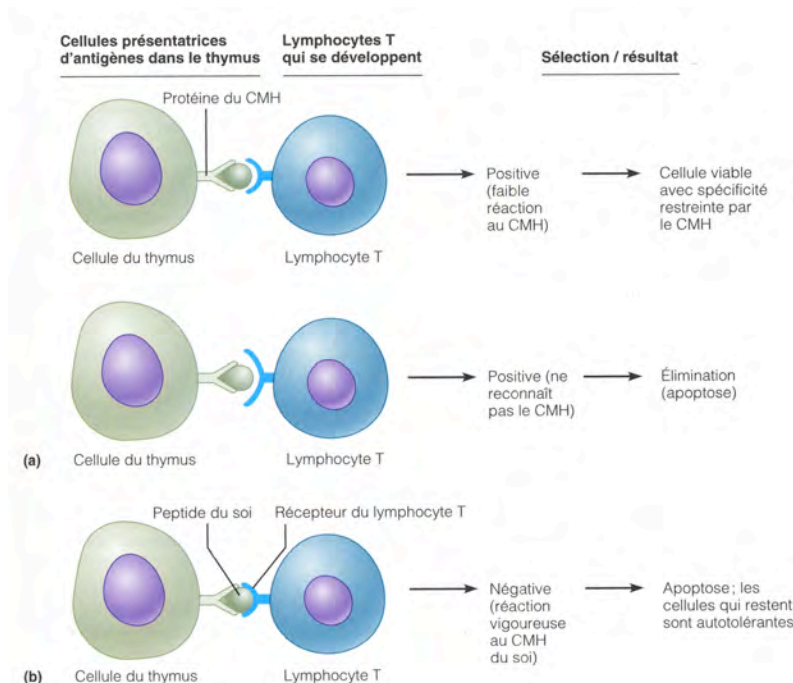 Cellules présentatrices
d'antigènes dans le thymus
Lymphocytes T
qui se développent
Sélection / résultat
Protéine du CMH
Positive
(faible
réaction
au CMH)
Cellule viable
avec spécificité
restreinte par
le CMH
Cellule du thymus
Lymphocyte T
Positive (ne
reconnaît
pas le CMH)
Élimination
(apoptose)
(a)
Cellule du thymus
Lymphocyte T
Peptide du soi
Récepteur du lymphocyte T
Négative
(réaction
vigoureuse
au CMH
du soi)
Apoptose; les
cellules qui restent
sont autotolérantes
(b)
Cellule du thymus
Lymphocyte T